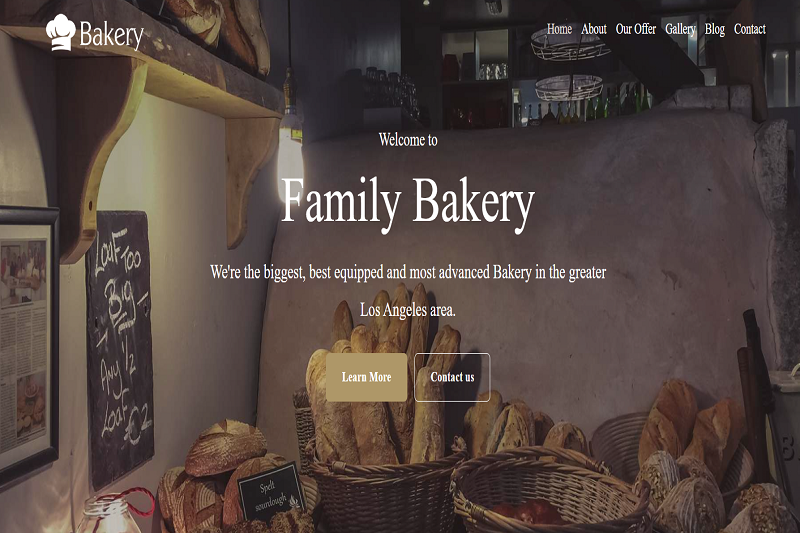 Bakery
Home About Our Offer Gallery Blog Contact
Welcome to
Family Bakery
We're the biggest, best equipped and most advanced Bakery in the greater
Los Angeles area.
Learn More Contact us
Loaf Too
Big
Any 1/2
Loaf €2
Spelt
sourdough